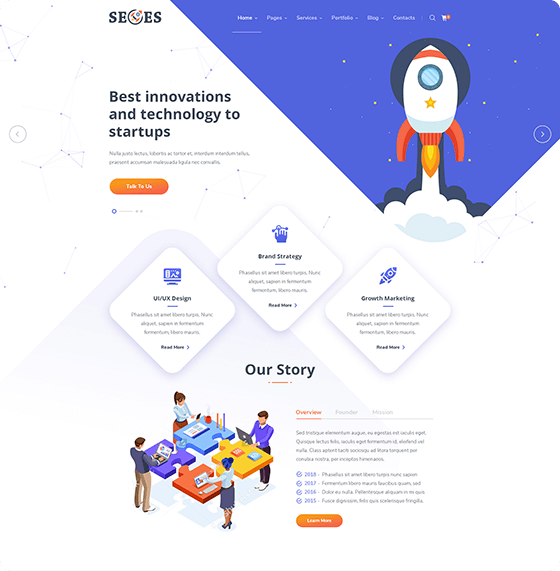 SEOES
Home Pages Services Portfolio Blog Contacts
Best innovations
and technology to
startups
Nulla justo lectus, lobortis ac tortor et, interdum interdum tellus,
praesent accumsan malesuada ligula nec convallis.
Talk To Us
Brand Strategy
Phasellus sit amet libero turpis. Nunc
aliquet, sapien in fermentum
fermentum, libero mauris.
Read More
UI/UX Design
Phasellus sit amet libero turpis. Nunc
aliquet, sapien in fermentum
fermentum, libero mauris.
Read More
Growth Marketing
Phasellus sit amet libero turpis. Nunc
aliquet, sapien in fermentum
fermentum, libero mauris.
Read More
Our Story
Overview Founder Mission
Sed tristique elementum augue, eu egestas est iaculis eget.
Quisque lectus felis, iaculis eget fermentum id, eleifend vel
nulla. Class aptent taciti sociosqu ad litora torquent per
conubia nostra, per inceptos himenaeos.
2018 - Phasellus sit amet libero turpis nunc sapien
2017 - Fermentum libero mauris faucibus quam, sed
2016 - Dolor eu nulla. Pellentesque aliquam in mi quis.
2015 - Fusce dignissim, felis quis scelerisque fringilla.
Learn More